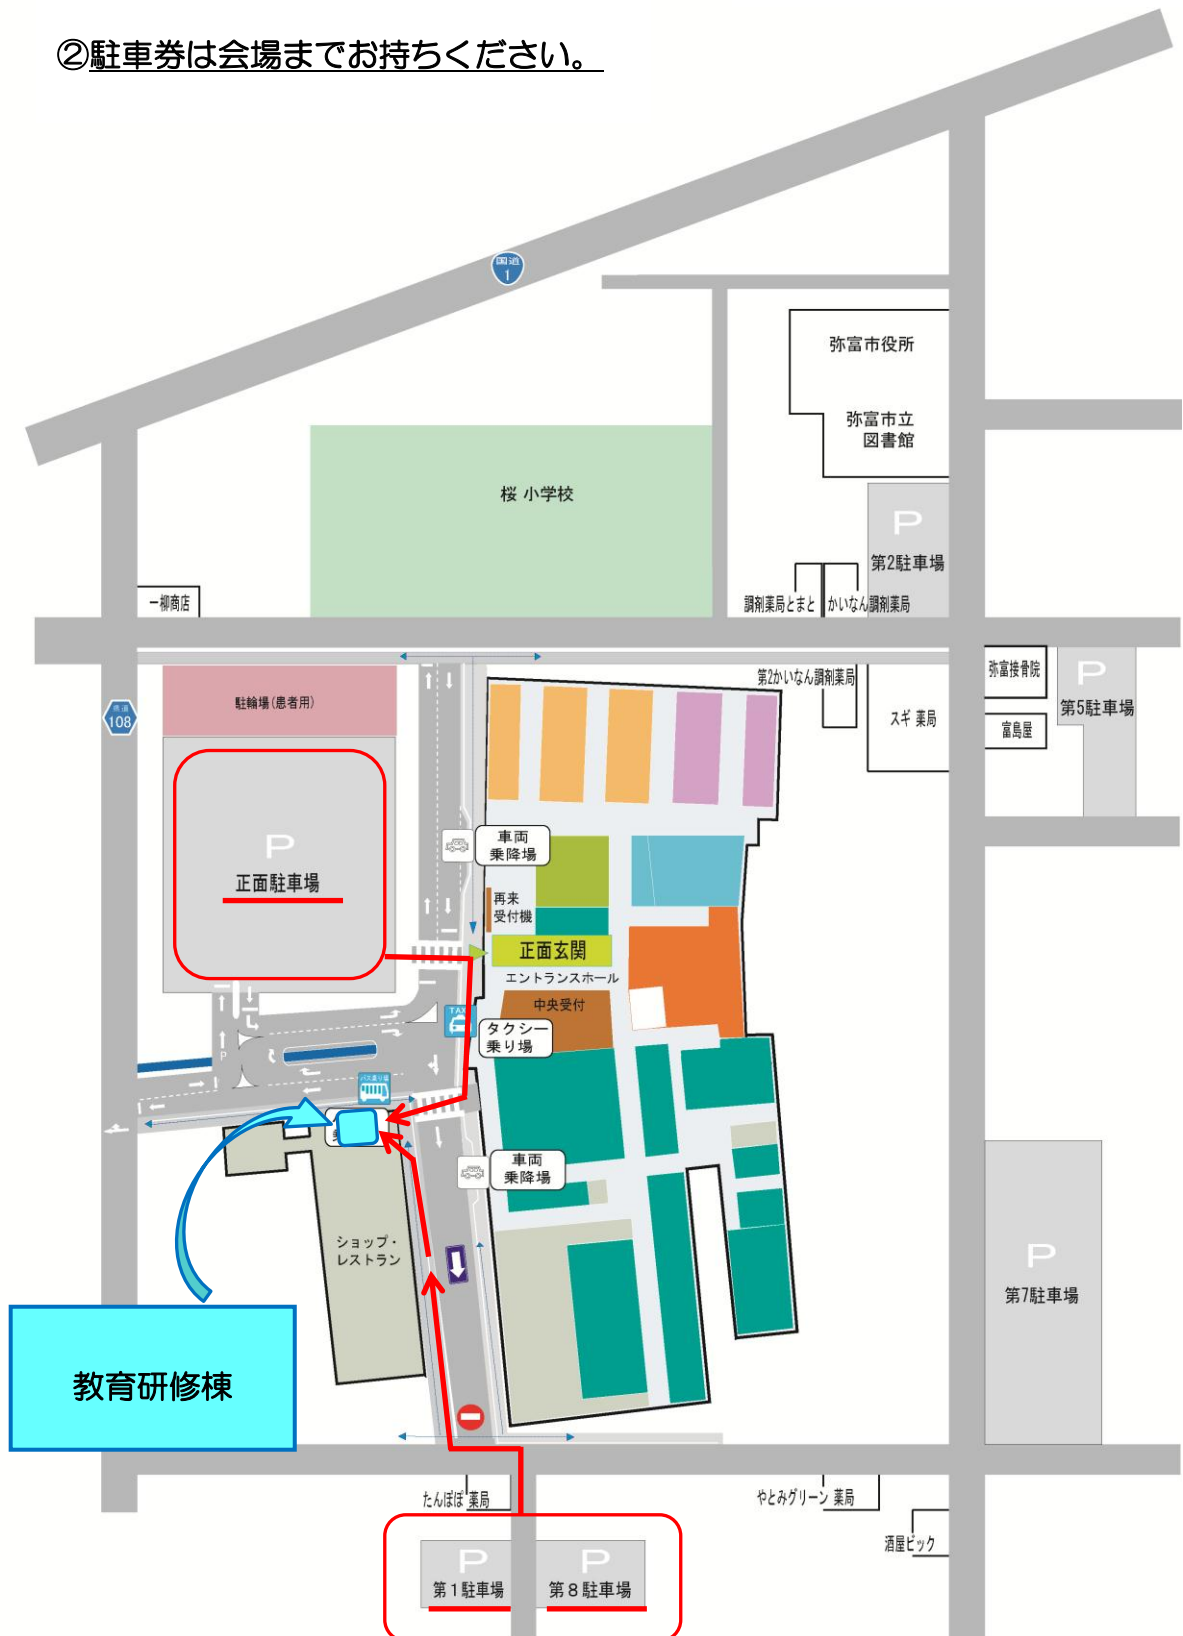 ②駐車券は会場までお持ちください。
国道
1
弥富市役所
弥富市立
図書館
桜 小学校
P
第2駐車場
一柳商店
調剤薬局とまと
かいなん調剤薬局
第2かいなん調剤薬局
弥富接骨院
P
第5駐車場
駐輪場(患者用)
県道
108
スギ 薬局
富島屋
P
正面駐車場
車両
乗降場
再来
受付機
正面玄関
エントランスホール
中央受付
TAXI
タクシー
乗り場
P
バス乗り場
車両
乗降場
ショップ・
レストラン
P
第7駐車場
教育研修棟
たんぽぽ 薬局
やとみグリーン 薬局
酒屋ビック
P
第1駐車場
P
第8駐車場